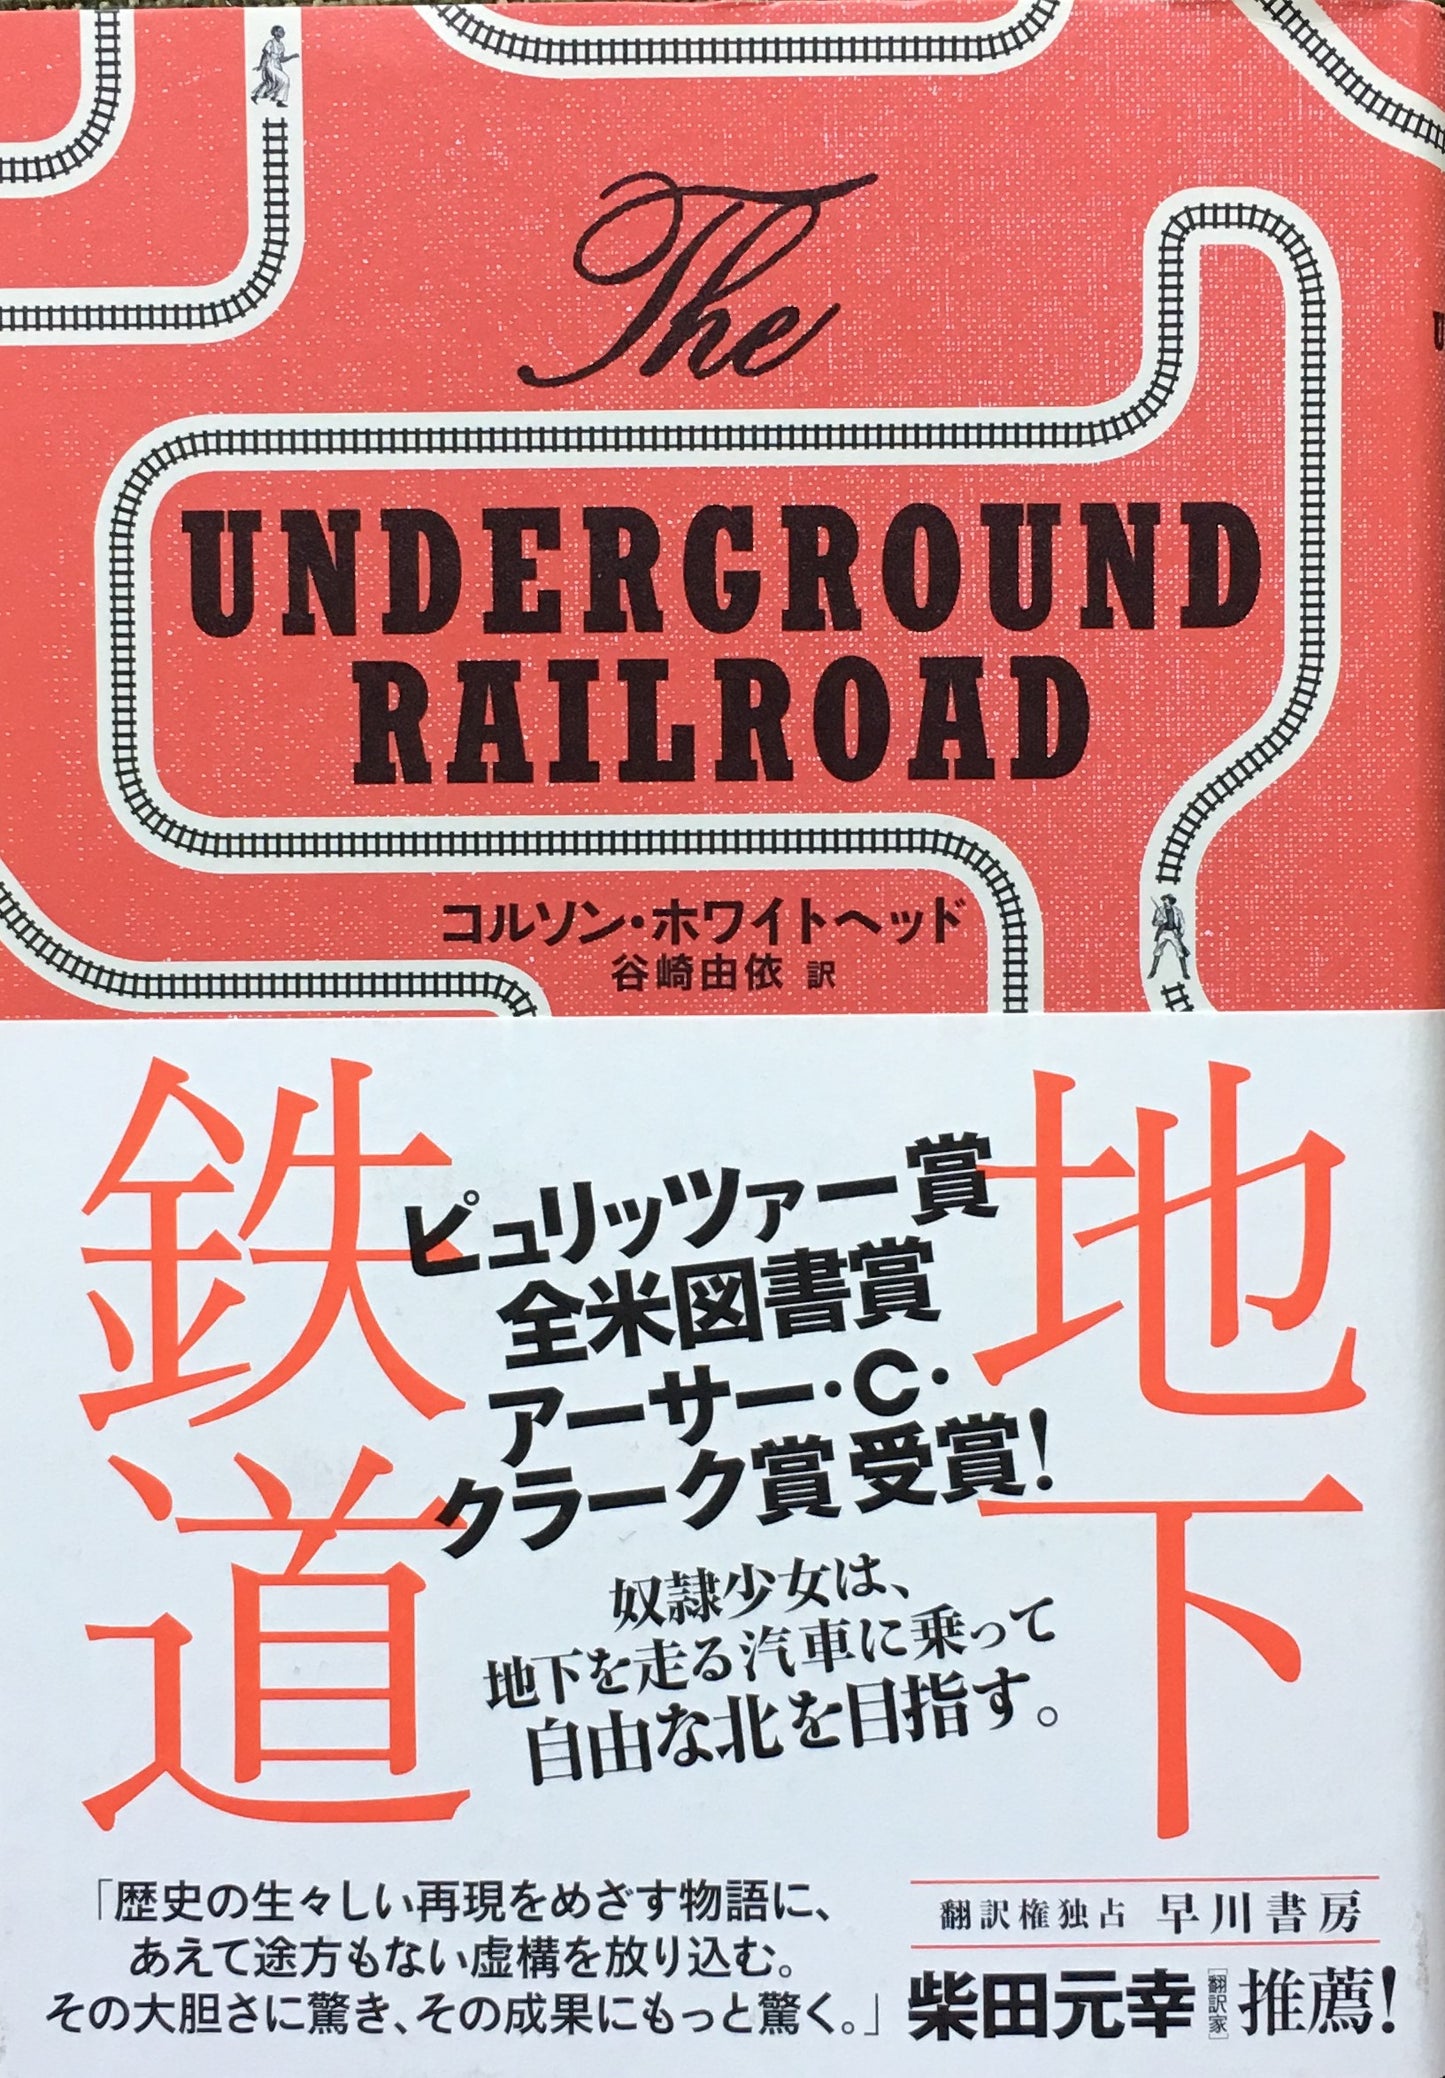 The
UNDERGROUND
RAILROAD
コルソン・ホワイトヘッド
谷崎由依 訳
地下
鉄道
ピュリッツァー賞
全米図書賞
アーサー・C・
クラーク賞 受賞!
奴隷少女は、
地下を走る汽車に乗って
自由な北を目指す。
「歴史の生々しい再現をめざす物語に、
あえて途方もない虚構を放り込む。
その大胆さに驚き、その成果にもっと驚く。」
翻訳権独占 早川書房
柴田元幸[翻訳家]推薦!